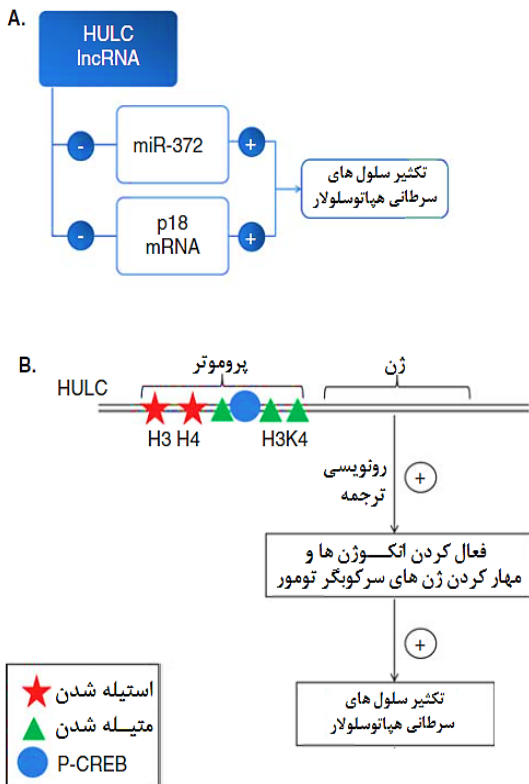 A.
HULC
lncRNA
-
miR-372
+
تکثیر سلول های
سرطانی هپاتوسلولار
-
p18
mRNA
+
B.
HULC
پروموتر
ژن
H3 H4
H3K4
رونویسی
ترجمه
+
فعال کردن انکـــوژن ها و
مهار کردن ژن های سرکوبگر تومور
+
تکثیر سلول های
سرطانی هپاتوسلولار
استیله شدن
متیـــله شدن
P-CREB